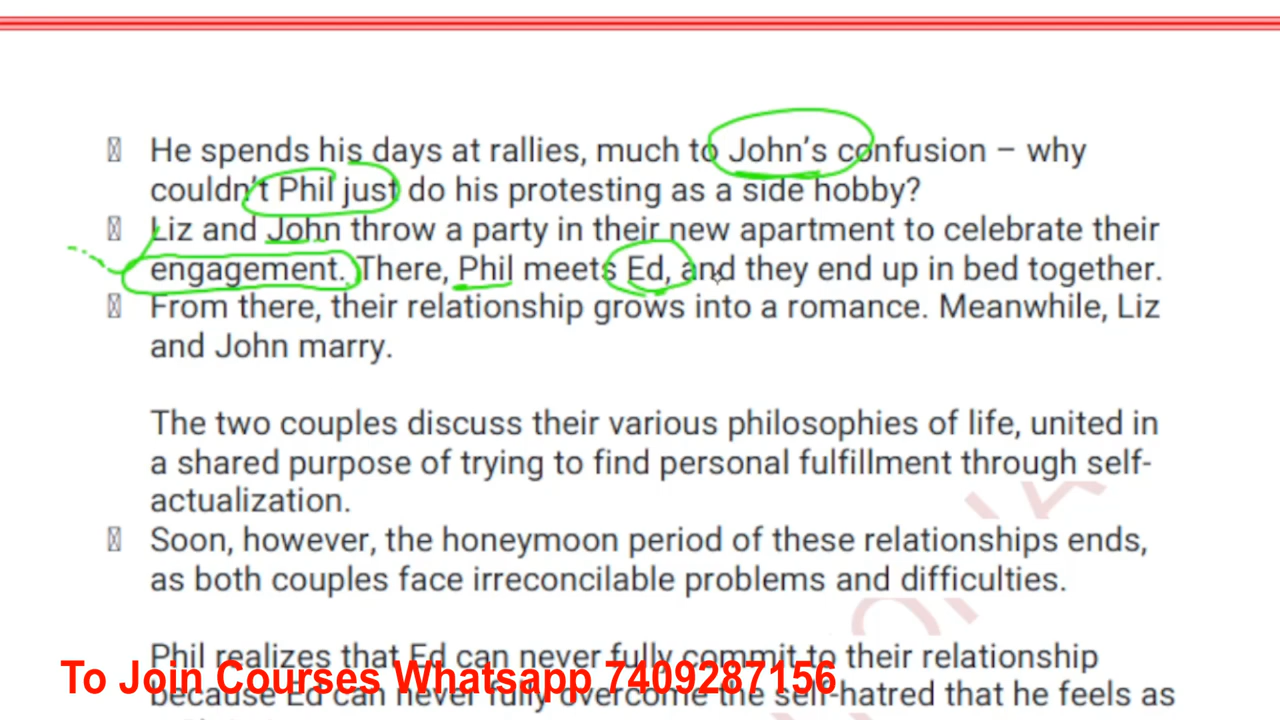 He spends his days at rallies, much to John's confusion – why
couldn't Phil just do his protesting as a side hobby?
Liz and John throw a party in their new apartment to celebrate their
engagement. There, Phil meets Ed, and they end up in bed together.
From there, their relationship grows into a romance. Meanwhile, Liz
and John marry.
The two couples discuss their various philosophies of life, united in
a shared purpose of trying to find personal fulfillment through self-
actualization.
Soon, however, the honeymoon period of these relationships ends,
as both couples face irreconcilable problems and difficulties.
Phil realizes that Ed can never fully commit to their relationship
To Join Courses Whatsapp 7409287156
because Ed can never fully overcome the self-hatred that he feels as